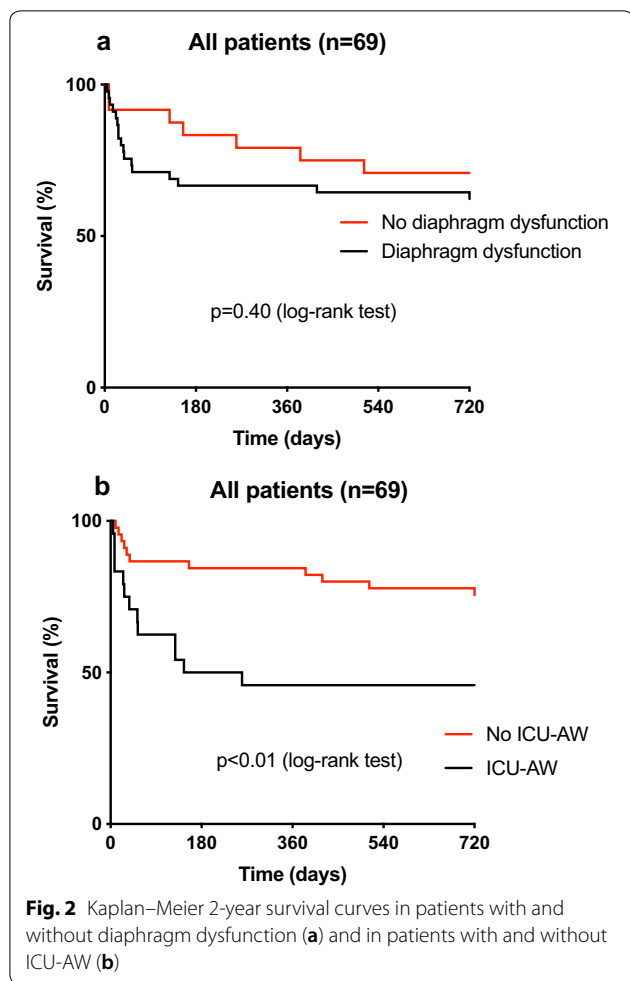 a
All patients (n=69)
100
50
0
Survival (%)
No diaphragm dysfunction
Diaphragm dysfunction
p=0.40 (log-rank test)
0 180 360 540 720
Time (days)
b
All patients (n=69)
100
50
0
Survival (%)
No ICU-AW
ICU-AW
p<0.01 (log-rank test)
0 180 360 540 720
Time (days)
Fig. 2 Kaplan–Meier 2-year survival curves in patients with and
without diaphragm dysfunction (a) and in patients with and without
ICU-AW (b)